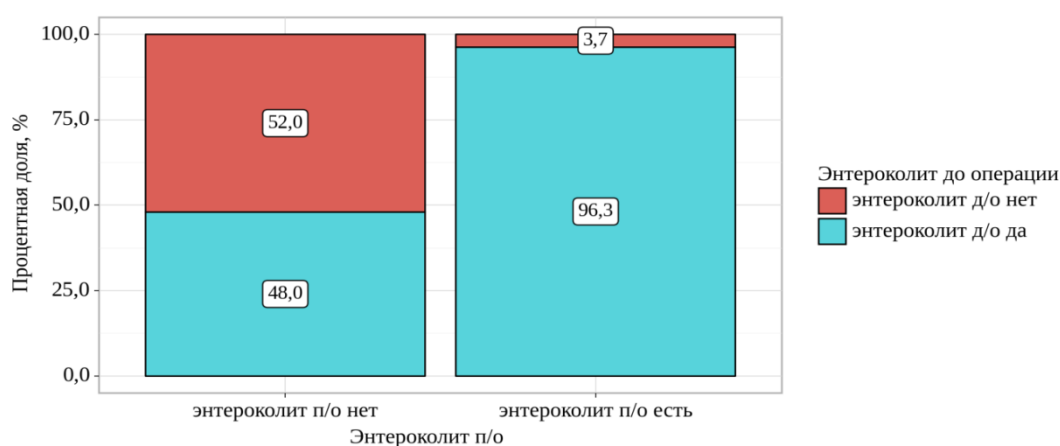 Процентная доля, %
100,0
75,0
50,0
25,0
0,0
52,0
48,0
3,7
96,3
энтероколит п/о нет
энтероколит п/о есть
Энтероколит п/о
Энтероколит до операции
энтероколит д/о нет
энтероколит д/о да